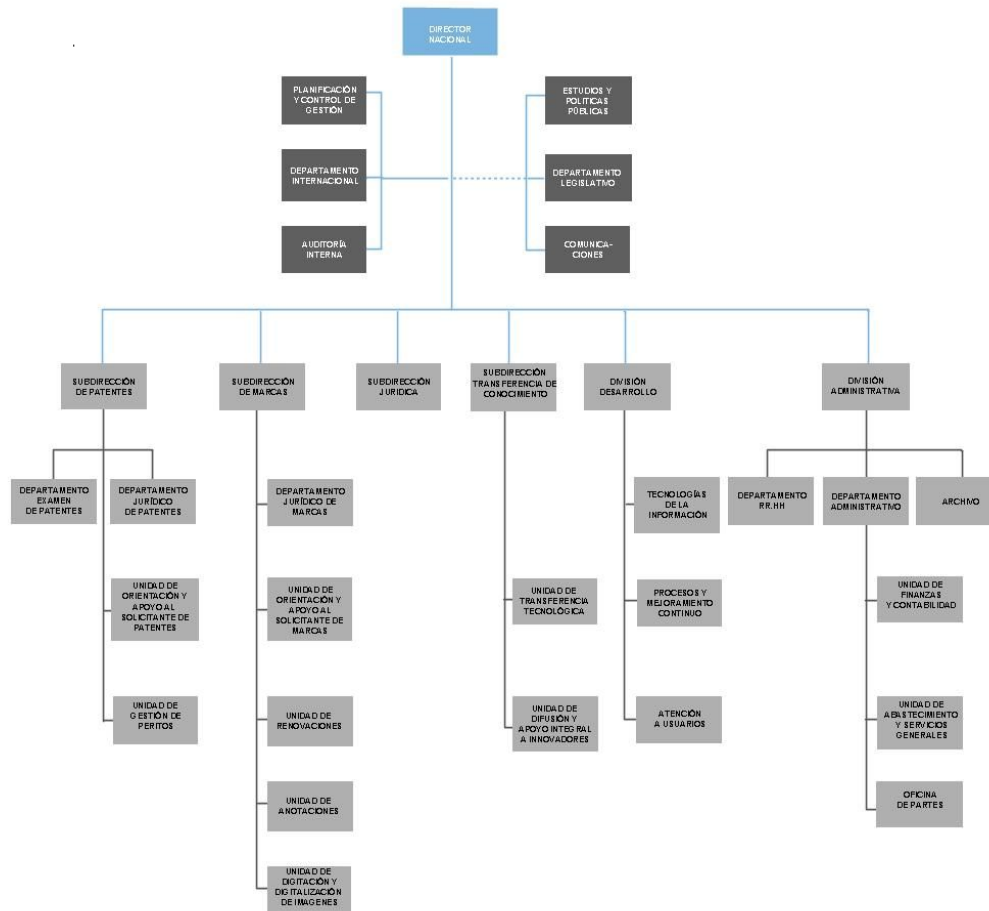 DIRECTOR
NACIONAL
PLANIFICACIÓN
Y CONTROL DE
GESTIÓN
ESTUDIOS Y
POLITICAS
PÚBLICAS
DEPARTAMENTO
INTERNACIONAL
DEPARTAMENTO
LEGISLATIVO
AUDITORÍA
INTERNA
COMUNICA-
CIONES
SUBDIRECCIÓN
DE PATENTES
SUBDIRECCIÓN
DE MARCAS
SUBDIRECCIÓN
JURIDICA
SUBDIRECCIÓN
TRANSFERENCIA DE
CONOCIMIENTO
DIVISIÓN
DESARROLLO
DIVISIÓN
ADMINISTRATIVA
DEPARTAMENTO
EXAMEN
DE PATENTES
DEPARTAMENTO
JURÍDICO
DE PATENTES
DEPARTAMENTO
JURÍDICO DE
MARCAS
TECNOLOGÍAS
DE LA
INFORMACIÓN
DEPARTAMENTO
RR.HH
DEPARTAMENTO
ADMINISTRATIVO
ARCHIVO
UNIDAD DE
ORIENTACIÓN Y
APOYO AL
SOLICITANTE DE
PATENTES
UNIDAD DE
ORIENTACIÓN Y
APOYO AL
SOLICITANTE DE
MARCAS
UNIDAD DE
TRANSFERENCIA
TECNOLÓGICA
PROCESOS Y
MEJORAMIENTO
CONTINUO
UNIDAD DE
FINANZAS
Y CONTABILIDAD
UNIDAD DE
GESTIÓN DE
PERITOS
UNIDAD DE
RENOVACIONES
UNIDAD DE
DIFUSIÓN Y
APOYO INTEGRAL
A INNOVADORES
ATENCIÓN
A USUARIOS
UNIDAD DE
ABASTECIMIENTO
Y SERVICIOS
GENERALES
UNIDAD DE
ANOTACIONES
OFICINA
DE PARTES
UNIDAD DE
DIGITACIÓN Y
DIGITALIZACIÓN
DE IMAGENES